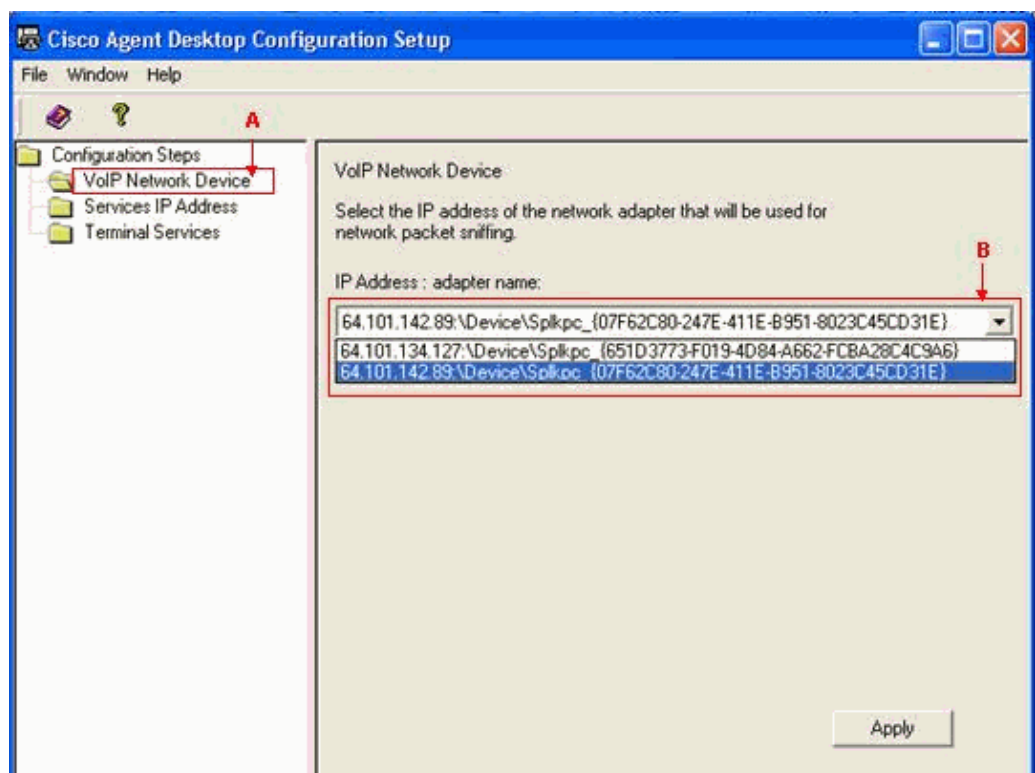 Cisco Agent Desktop Configuration Setup
File Window Help
A
Configuration Steps
VoIP Network Device
Services IP Address
Terminal Services
VoIP Network Device
Select the IP address of the network adapter that will be used for
network packet sniffing.
B
IP Address : adapter name:
64.101.142.89:\Device\Splkpc_{07F62C80-247E-411E-B951-8023C45CD31E}
64.101.134.127:\Device\Splkpc_{651D3773-F019-4D84-A662-FCBA28C4C9A6}
64.101.142.89:\Device\Splkpc_{07F62C80-247E-411E-B951-8023C45CD31E}
Apply